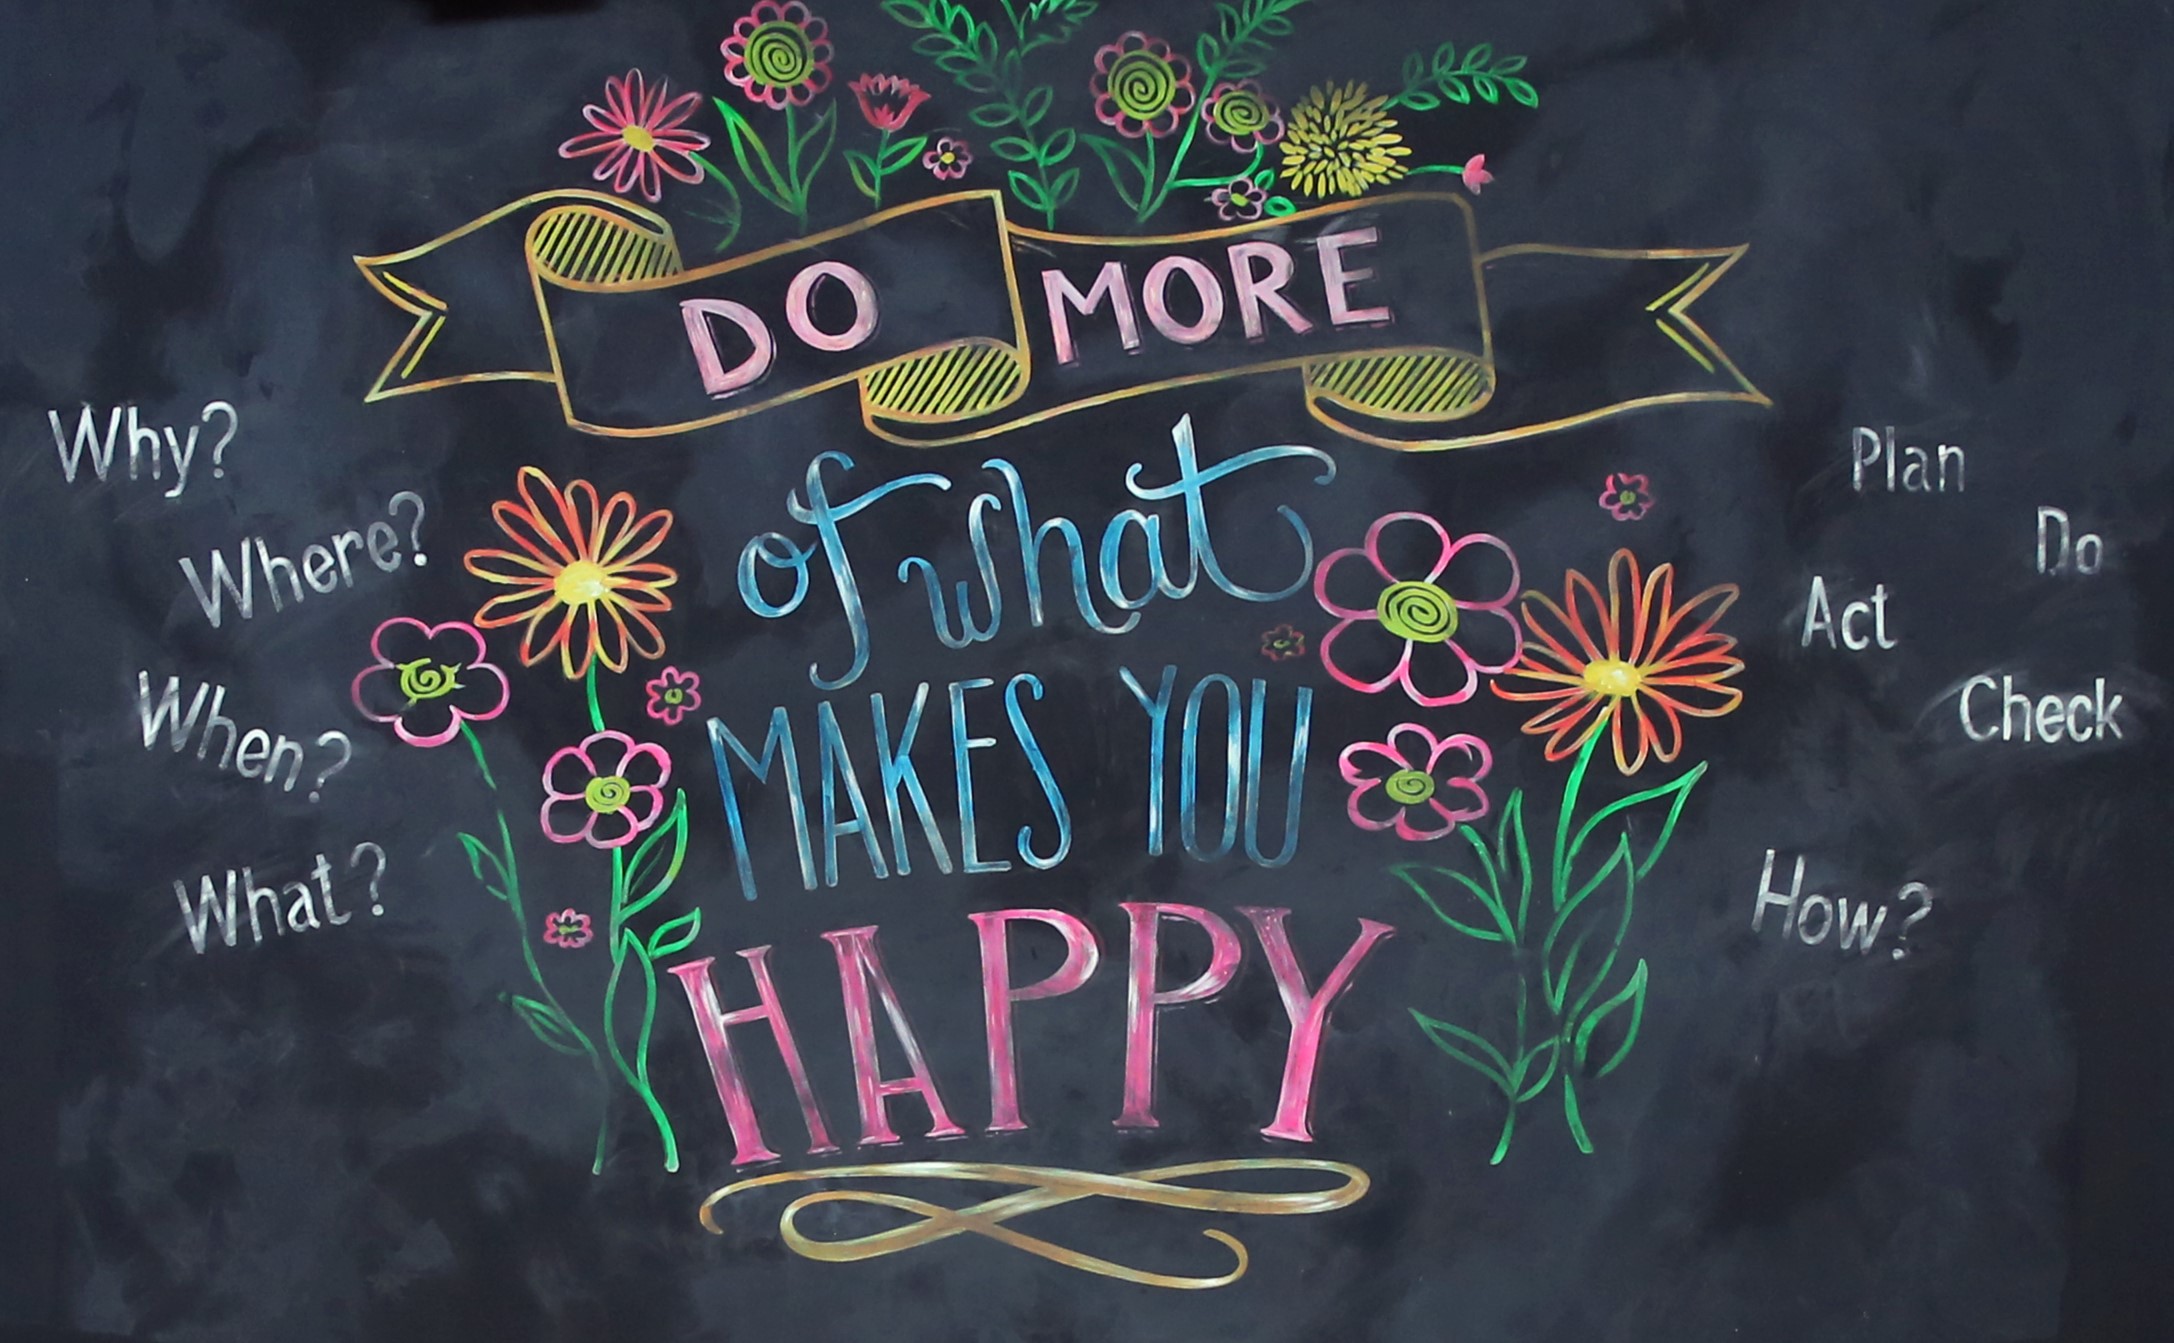 DO MORE
of what
MAKES YOU
HAPPY
Why?
Where?
When?
What?
Plan
Do
Act
Check
How?